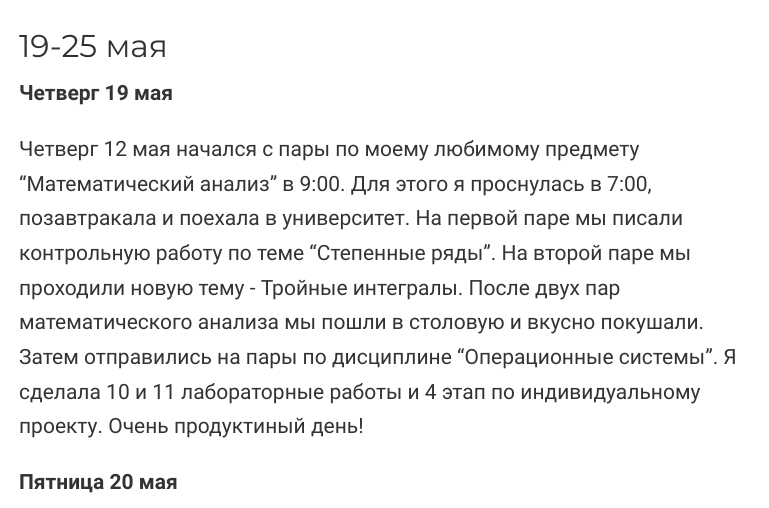 19-25 мая
Четверг 19 мая
Четверг 12 мая начался с пары по моему любимому предмету
“Математический анализ” в 9:00. Для этого я проснулась в 7:00,
позавтракала и поехала в университет. На первой паре мы писали
контрольную работу по теме “Степенные ряды”. На второй паре мы
проходили новую тему - Тройные интегралы. После двух пар
математического анализа мы пошли в столовую и вкусно покушали.
Затем отправились на пары по дисциплине “Операционные системы”. Я
сделала 10 и 11 лабораторные работы и 4 этап по индивидуальному
проекту. Очень продуктиный день!
Пятница 20 мая